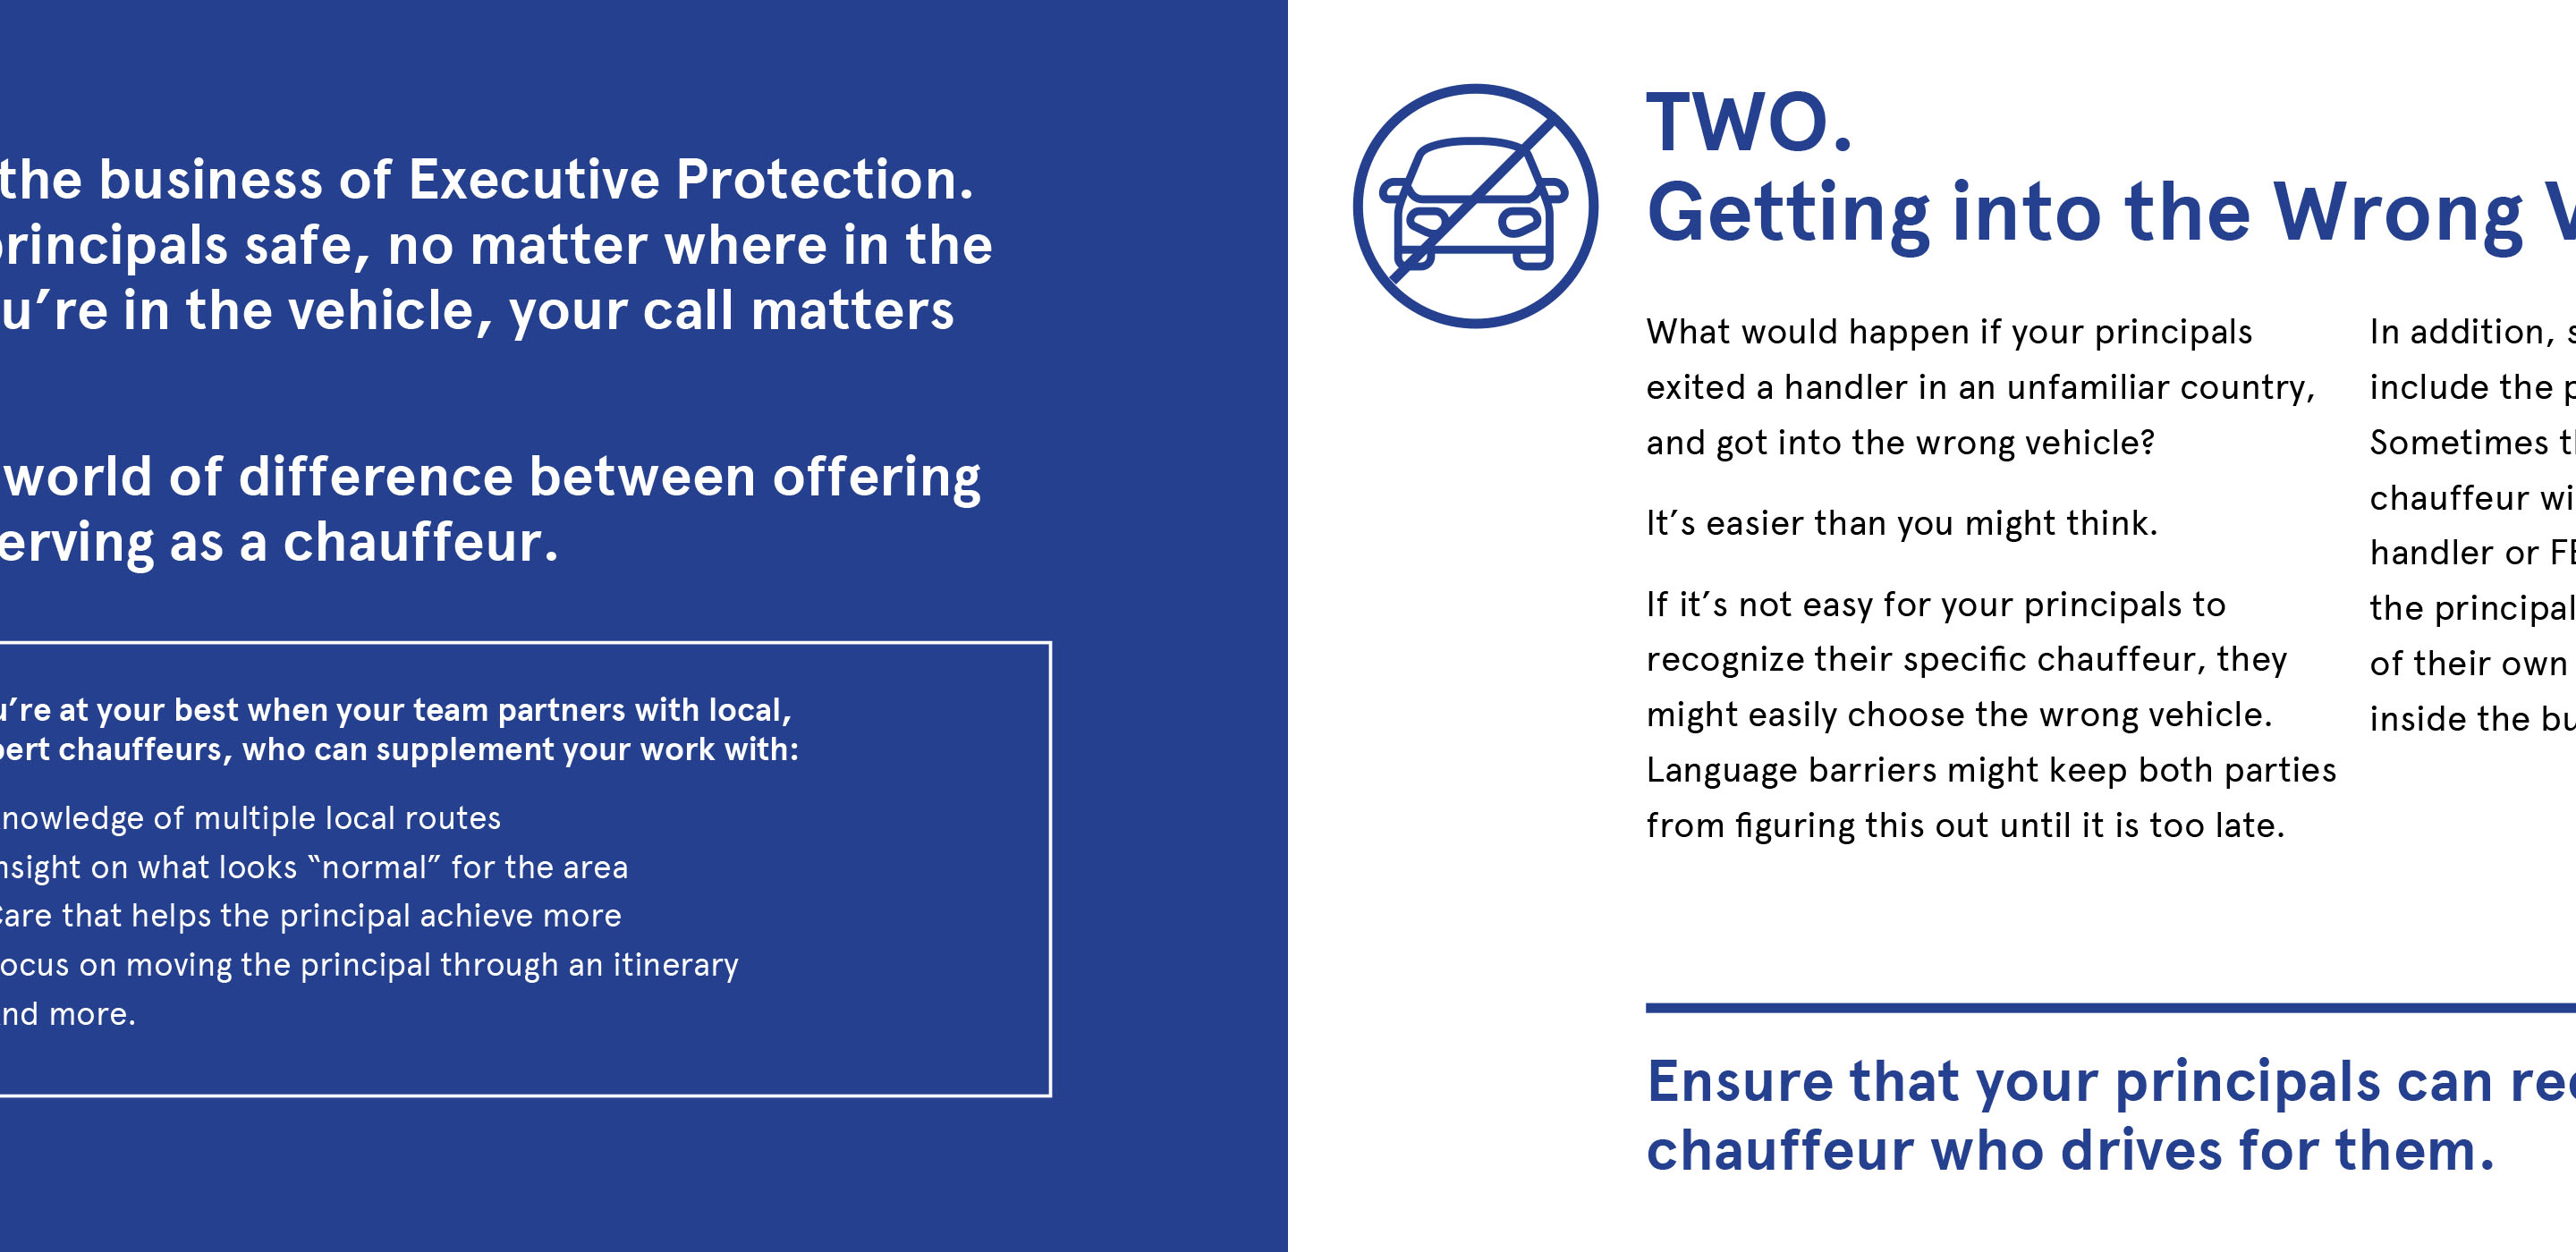 the business of Executive Protection.
principals safe, no matter where in the
u’re in the vehicle, your call matters
world of difference between offering
erving as a chauffeur.
u’re at your best when your team partners with local,
pert chauffeurs, who can supplement your work with:
nowledge of multiple local routes
nsight on what looks “normal” for the area
Care that helps the principal achieve more
ocus on moving the principal through an itinerary
nd more.
TWO.
Getting into the Wrong V
What would happen if your principals
exited a handler in an unfamiliar country,
and got into the wrong vehicle?
It’s easier than you might think.
If it’s not easy for your principals to
recognize their specific chauffeur, they
might easily choose the wrong vehicle.
Language barriers might keep both parties
from figuring this out until it is too late.
In addition, s
include the p
Sometimes th
chauffeur wi
handler or FB
the principal
of their own
inside the bu
Ensure that your principals can rec
chauffeur who drives for them.